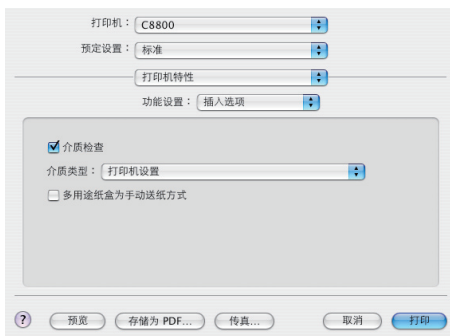 打印机： C8800
预定设置： 标准
打印机特性
功能设置： 插入选项
介质检查
介质类型： 打印机设置
多用途纸盒为手动送纸方式
? 预览 存储为 PDF... 传真... 取消 打印